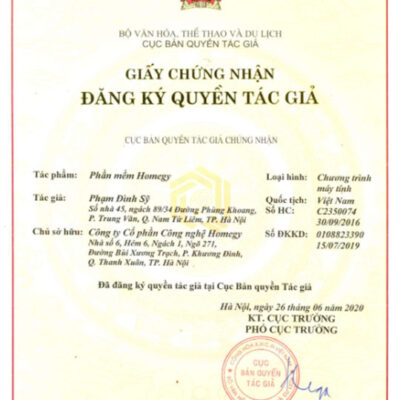 BỘ VĂN HÓA, THỂ THAO VÀ DU LỊCH
CỤC BẢN QUYỀN TÁC GIẢ
GIẤY CHỨNG NHẬN
ĐĂNG KÝ QUYỀN TÁC GIẢ
CỤC BẢN QUYỀN TÁC GIẢ CHỨNG NHẬN
Tác phẩm: Phần mềm Homegy Loại hình: Chương trình
máy tính
Tác giả: Phạm Đình Sỹ Quốc tịch: Việt Nam
Số nhà 45, ngách 89/34 Đường Phùng Khoang, Số HC: C2350074
P. Trung Văn, Q. Nam Từ Liêm, TP. Hà Nội 30/09/2016
Chủ sở hữu: Công ty Cổ phần Công nghệ Homegy Số ĐKKD: 0108823390
Nhà số 6, Hẻm 6, Ngách 1, Ngõ 271, 15/07/2019
Đường Bùi Xương Trạch, P. Khương Đình,
Q. Thanh Xuân, TP. Hà Nội
Đã đăng ký quyền tác giả tại Cục Bản quyền Tác giả
Hà Nội, ngày 26 tháng 06 năm 2020
KT. CỤC TRƯỞNG
PHÓ CỤC TRƯỞNG
CỤC
BẢN QUYỀN
TÁC GIẢ